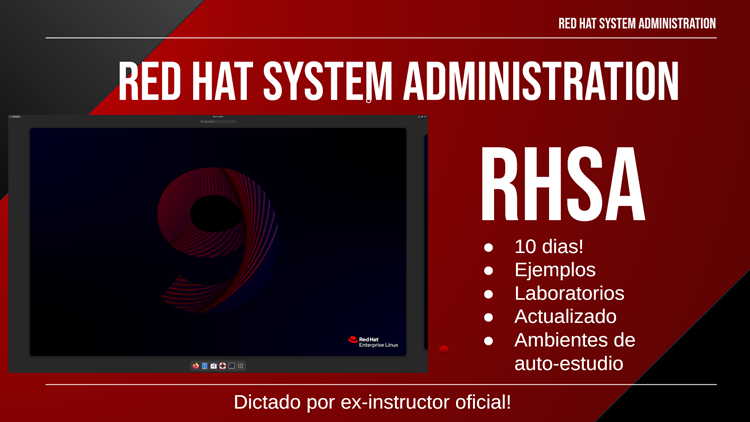 RED HAT SYSTEM ADMINISTRATION
RED HAT SYSTEM ADMINISTRATION
9
Red Hat
Enterprise Linux
RHSA
● 10 dias!
● Ejemplos
● Laboratorios
● Actualizado
● Ambientes de
auto-estudio
Dictado por ex-instructor oficial!